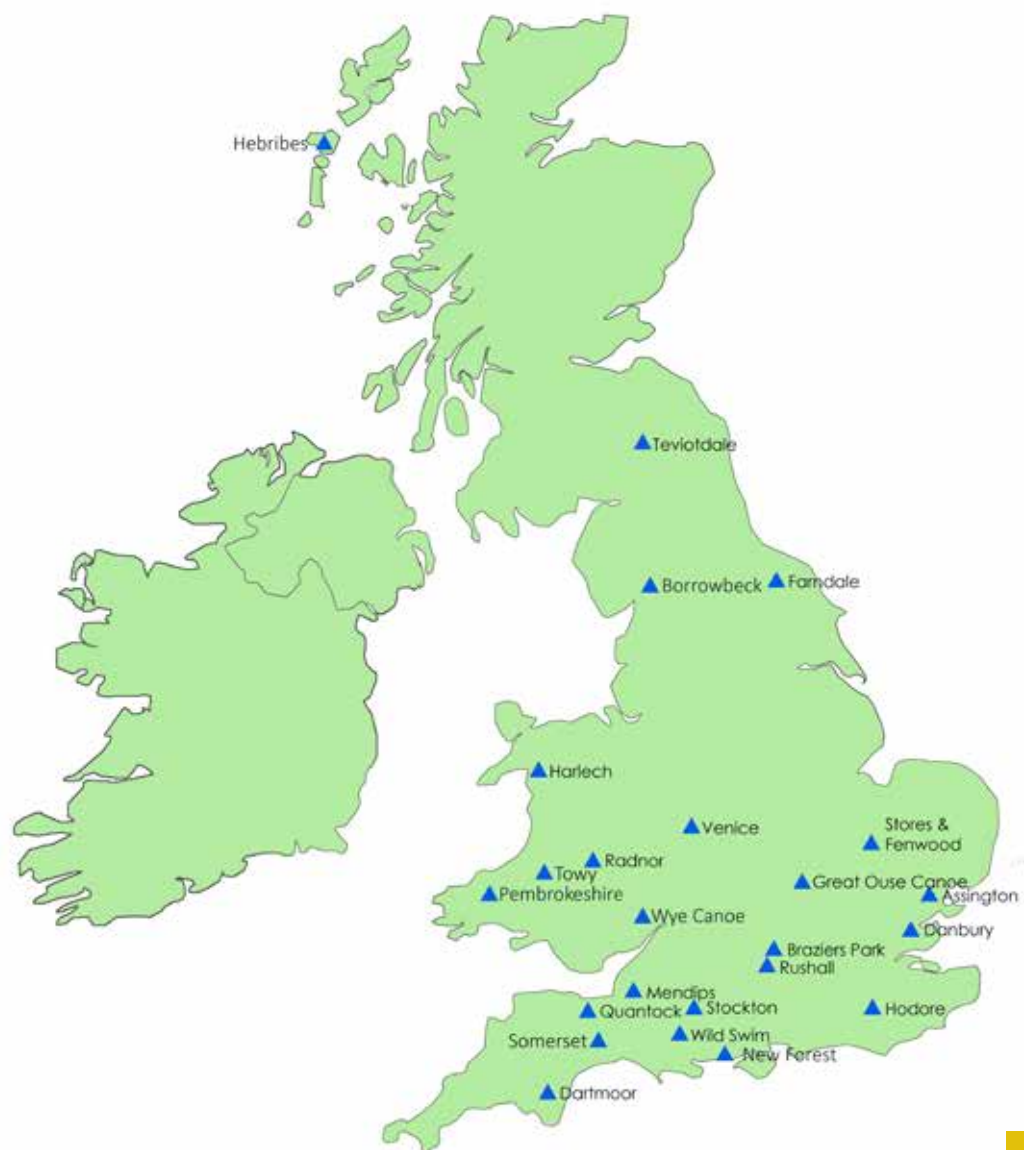 Hebribes
Teviotdale
Borrowbeck
Farndale
Harlech
Venice
Stores &
Fenwood
Radnor
Towy
Great Ouse Canoe
Pembrokeshire
Assington
Wye Canoe
Danbury
Braziers Park
Rushall
Mendips
Quantock
Stockton
Hodore
Somerset
Wild Swim
New Forest
Dartmoor